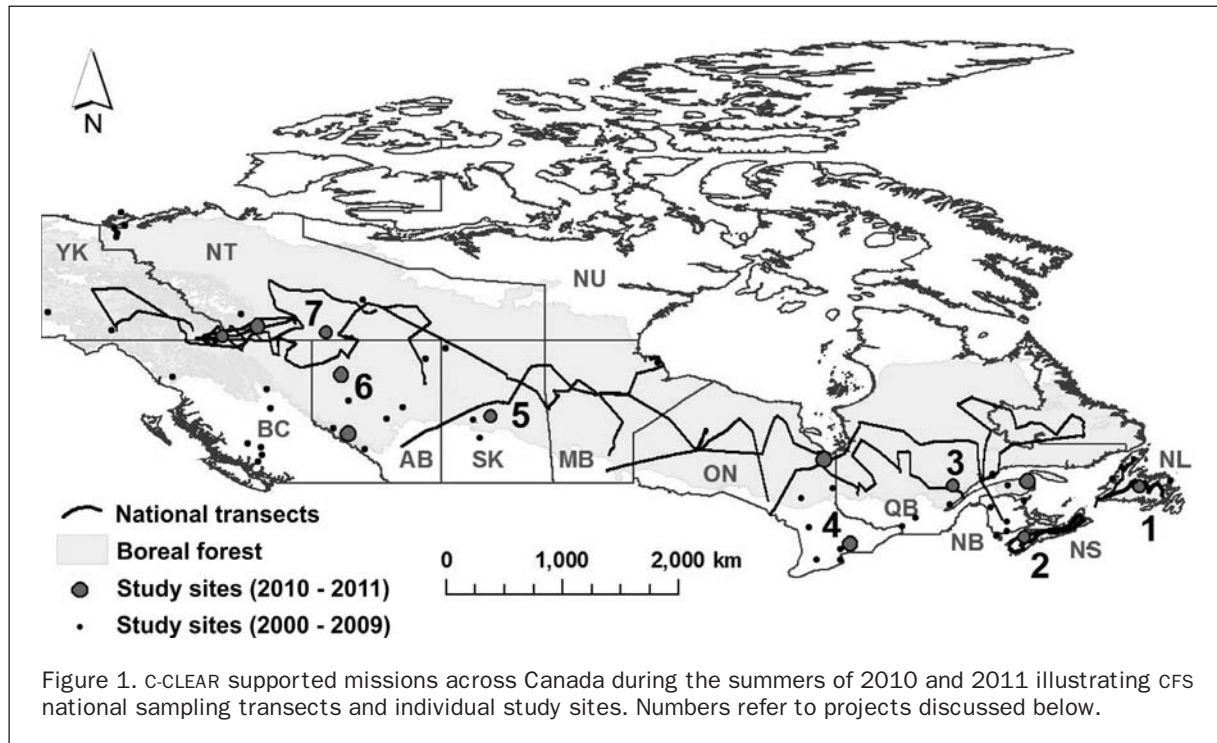 N
YK
NT
NU
7
6
BC
5
AB
SK
MB
ON
3
QB
NL
4
1
NB
NS
2
National transects
Boreal forest
Study sites (2010 - 2011)
Study sites (2000 - 2009)
0 1,000 2,000 km
Figure 1. C-CLEAR supported missions across Canada during the summers of 2010 and 2011 illustrating CFS
national sampling transects and individual study sites. Numbers refer to projects discussed below.